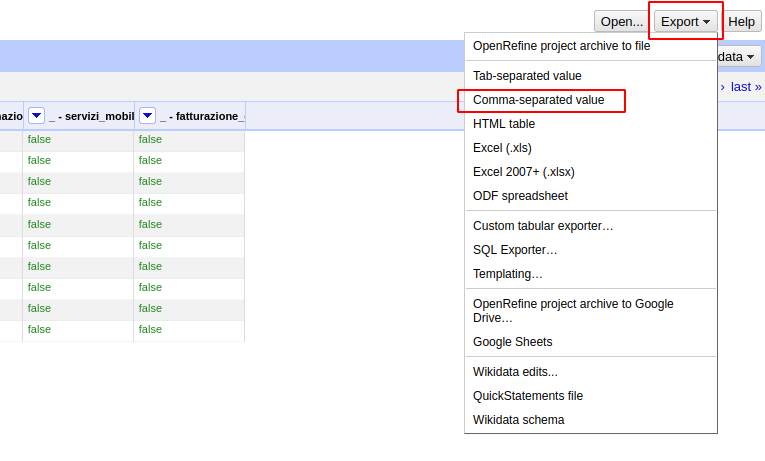 Open... Export Help
OpenRefine project archive to file
data
Tab-separated value
› last »
Comma-separated value
_ - servizi_mobil _ - fatturazione_
HTML table
false false
Excel (.xls)
false false
Excel 2007+ (.xlsx)
false false
ODF spreadsheet
false false
Custom tabular exporter…
false false
SQL Exporter…
false false
Templating…
false false
false false
OpenRefine project archive to Google
Drive…
false false
false false
Google Sheets
Wikidata edits...
QuickStatements file
Wikidata schema